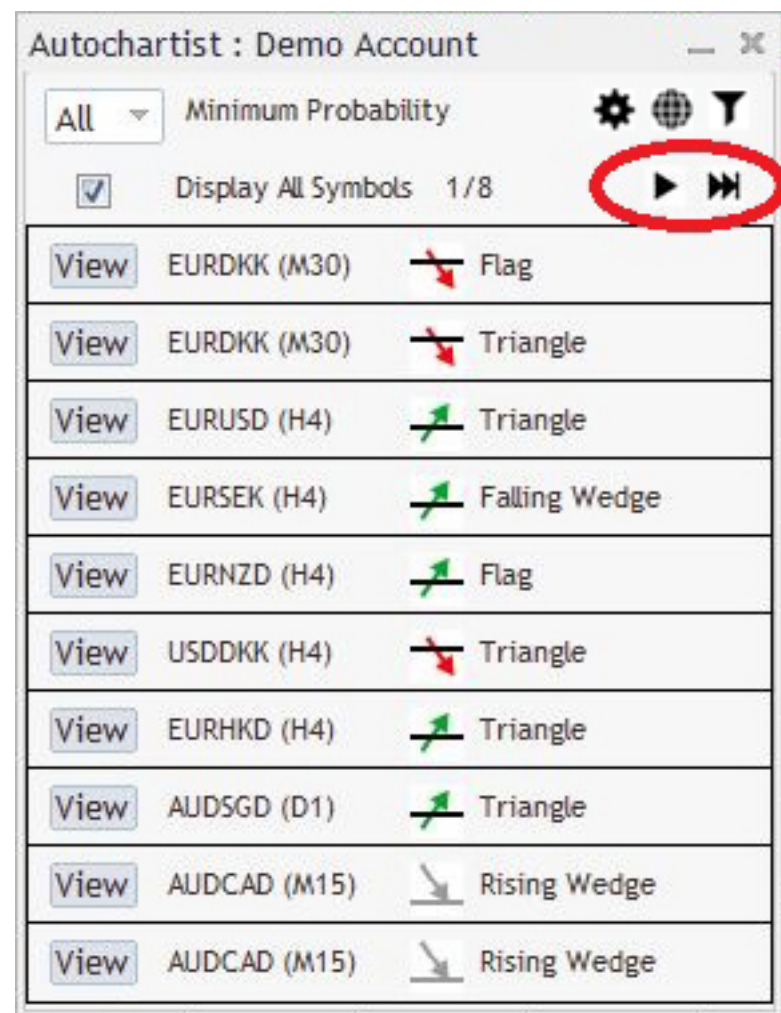 Autochartist : Demo Account
All Minimum Probability
Display All Symbols 1/8
View EURDKK (M30) Flag
View EURDKK (M30) Triangle
View EURUSD (H4) Triangle
View EURSEK (H4) Falling Wedge
View EURNZD (H4) Flag
View USDDKK (H4) Triangle
View EURHKD (H4) Triangle
View AUDSGD (D1) Triangle
View AUDCAD (M15) Rising Wedge
View AUDCAD (M15) Rising Wedge